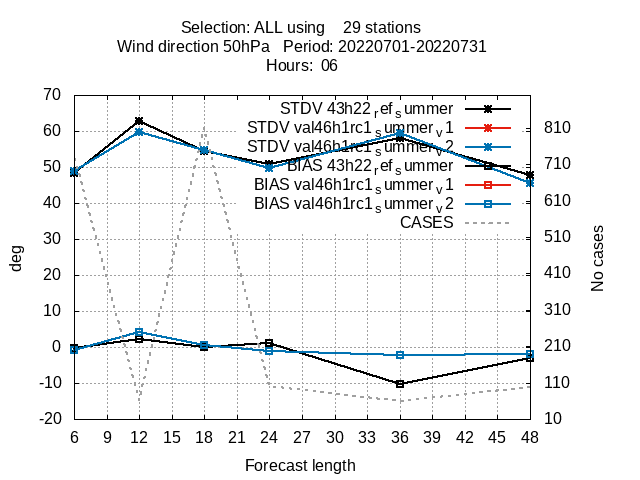 Selection: ALL using 29 stations
Wind direction 50hPa Period: 20220701-20220731
Hours: 06
70
60
50
40
30
20
10
0
-10
-20
deg
STDV 43h22_ref_summer
STDV val46h1rc1_summer_v1
STDV val46h1rc1_summer_v2
BIAS 43h22_ref_summer
BIAS val46h1rc1_summer_v1
BIAS val46h1rc1_summer_v2
CASES
810
710
610
510
410
310
210
110
10
No cases
6 9 12 15 18 21 24 27 30 33 36 39 42 45 48
Forecast length